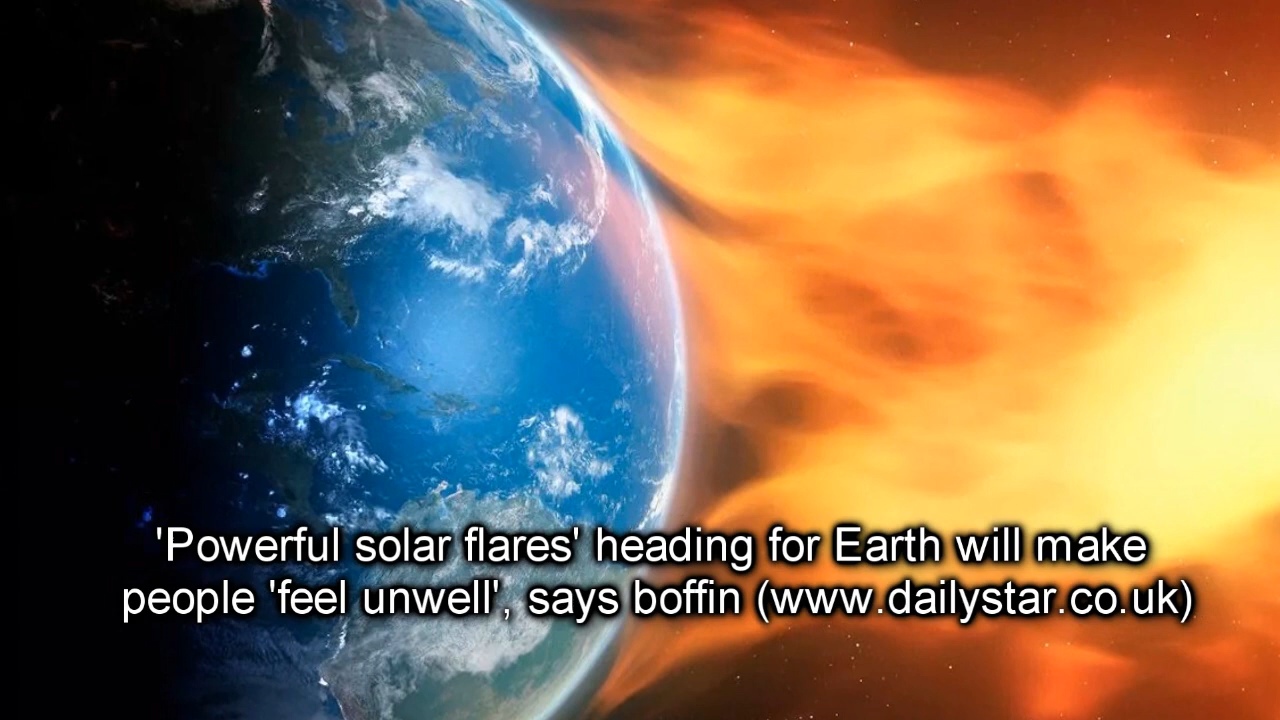 'Powerful solar flares' heading for Earth will make
people 'feel unwell', says boffin (www.dailystar.co.uk)